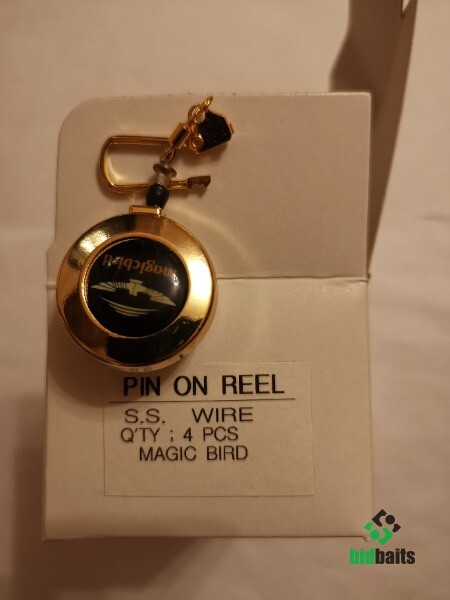 magicbird
PIN ON REEL
S.S. WIRE
Q'TY ; 4 PCS
MAGIC BIRD
bidbaits